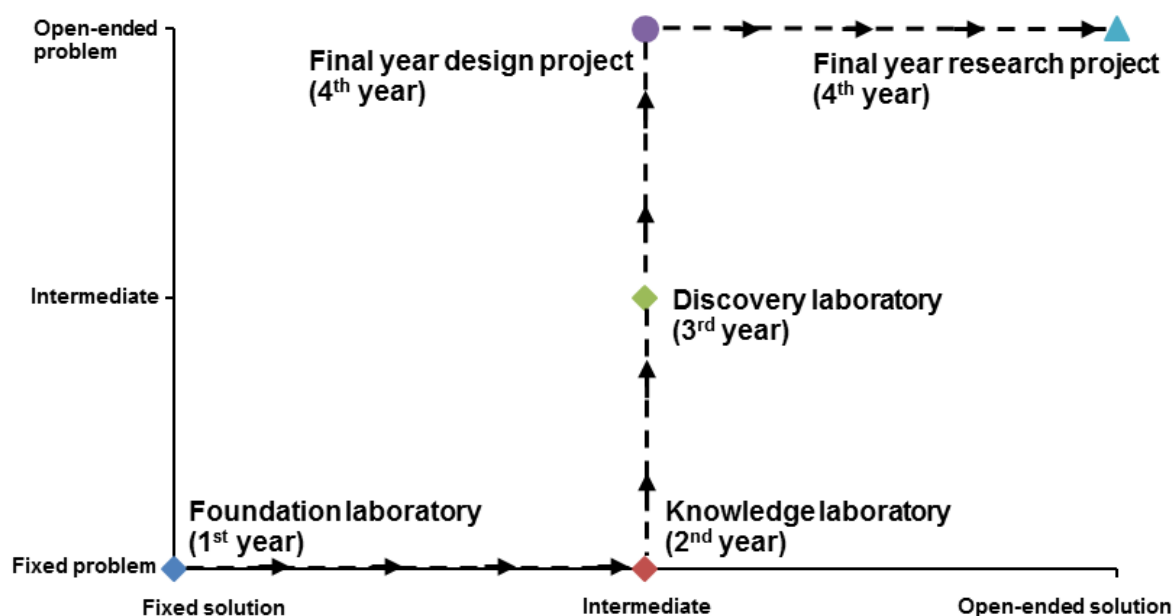 Open-ended
problem
Final year design project
(4th year)
Final year research project
(4th year)
Intermediate
Discovery laboratory
(3rd year)
Foundation laboratory
(1st year)
Knowledge laboratory
(2nd year)
Fixed problem
Fixed solution
Intermediate
Open-ended solution